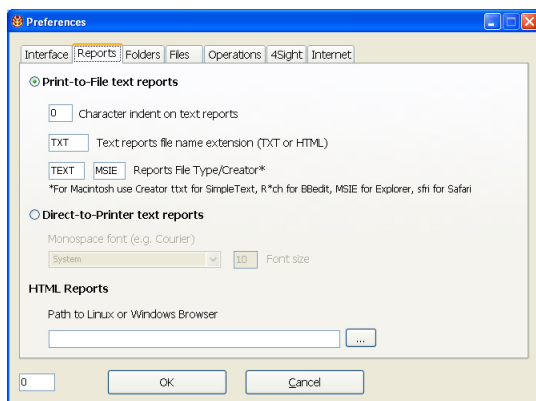 Preferences
Interface Reports Folders Files Operations 4Sight Internet
Print-to-File text reports
0 Character indent on text reports
TXT Text reports file name extension (TXT or HTML)
TEXT MSIE Reports File Type/Creator*
*For Macintosh use Creator ttxt for SimpleText, R*ch for BBedit, MSIE for Explorer, sfri for Safari
Direct-to-Printer text reports
Monospace font (e.g. Courier)
System 10 Font size
HTML Reports
Path to Linux or Windows Browser
...
0 OK Cancel